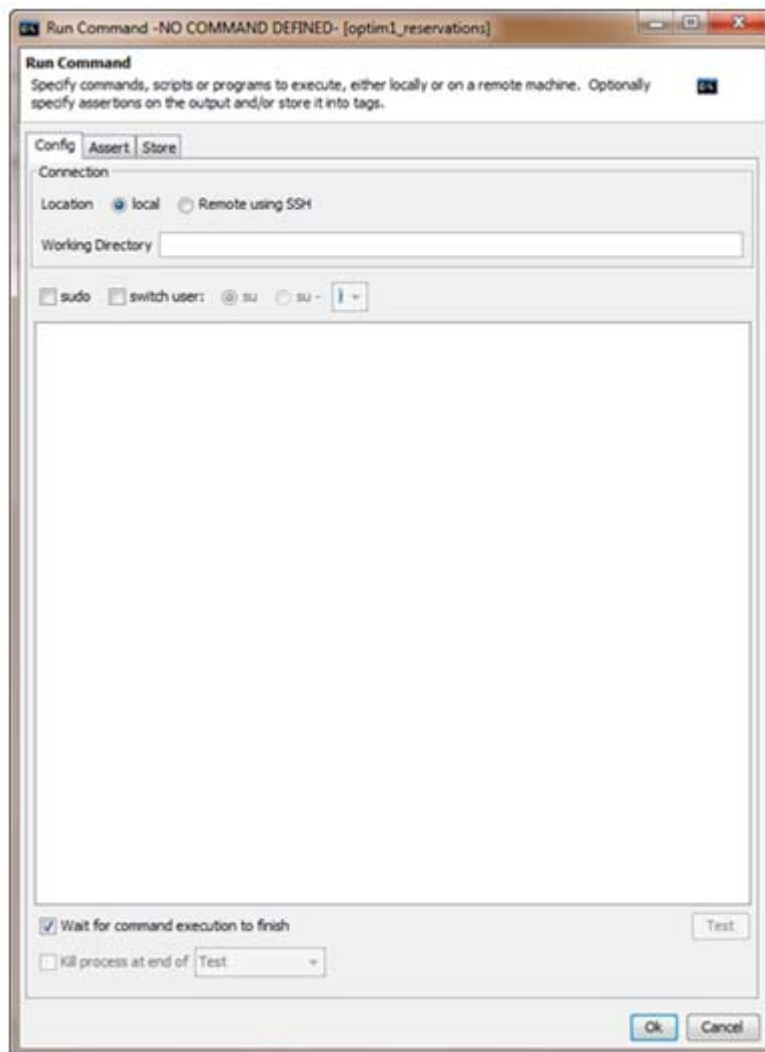 Run Command -NO COMMAND DEFINED- [optim1_reservations]
Run Command
Specify commands, scripts or programs to execute, either locally or on a remote machine. Optionally
specify assertions on the output and/or store it into tags.
Config Assert Store
Connection
Location local Remote using SSH
Working Directory
sudo switch user: su su -
Wait for command execution to finish Test
Kill process at end of Test
Ok Cancel